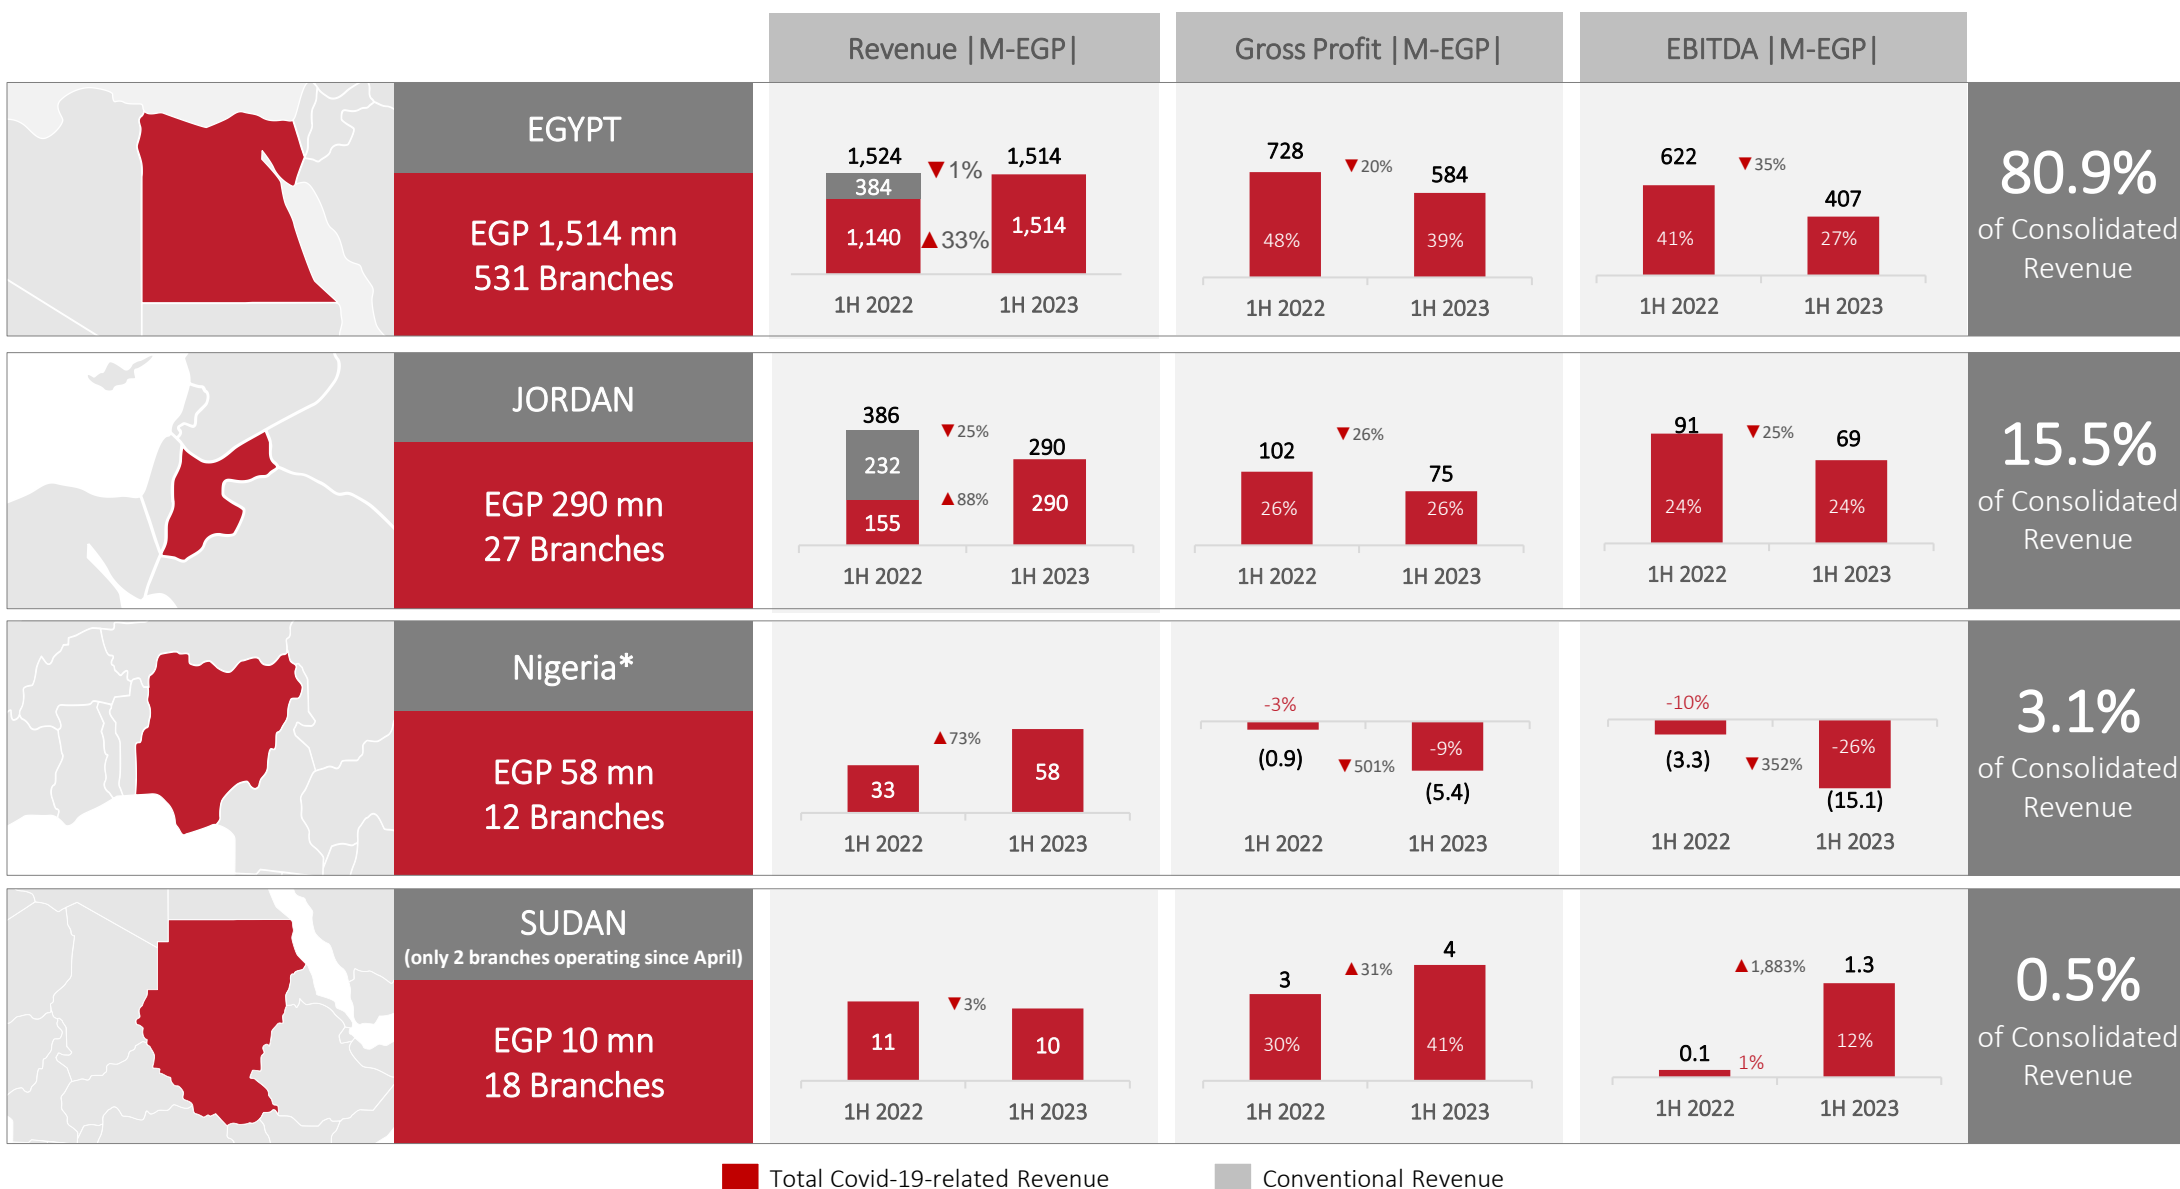 Revenue |M-EGP|
Gross Profit |M-EGP|
EBITDA |M-EGP|
EGYPT
EGP 1,514 mn
531 Branches
1,524
1%
1,514
384
1,140
33%
1,514
1H 2022
1H 2023
728
20%
584
48%
39%
1H 2022
1H 2023
622
35%
407
41%
27%
1H 2022
1H 2023
80.9%
of Consolidated
Revenue
JORDAN
EGP 290 mn
27 Branches
386
25%
290
232
88%
155
290
1H 2022
1H 2023
102
26%
75
26%
26%
1H 2022
1H 2023
91
25%
69
24%
24%
1H 2022
1H 2023
15.5%
of Consolidated
Revenue
Nigeria*
EGP 58 mn
12 Branches
73%
33
58
1H 2022
1H 2023
-3%
(0.9)
501%
-9%
(5.4)
1H 2022
1H 2023
-10%
(3.3)
352%
-26%
(15.1)
1H 2022
1H 2023
3.1%
of Consolidated
Revenue
SUDAN
(only 2 branches operating since April)
EGP 10 mn
18 Branches
3%
11
10
1H 2022
1H 2023
3
31%
4
30%
41%
1H 2022
1H 2023
1,883%
1.3
0.1
1%
12%
1H 2022
1H 2023
0.5%
of Consolidated
Revenue
Total Covid-19-related Revenue
Conventional Revenue